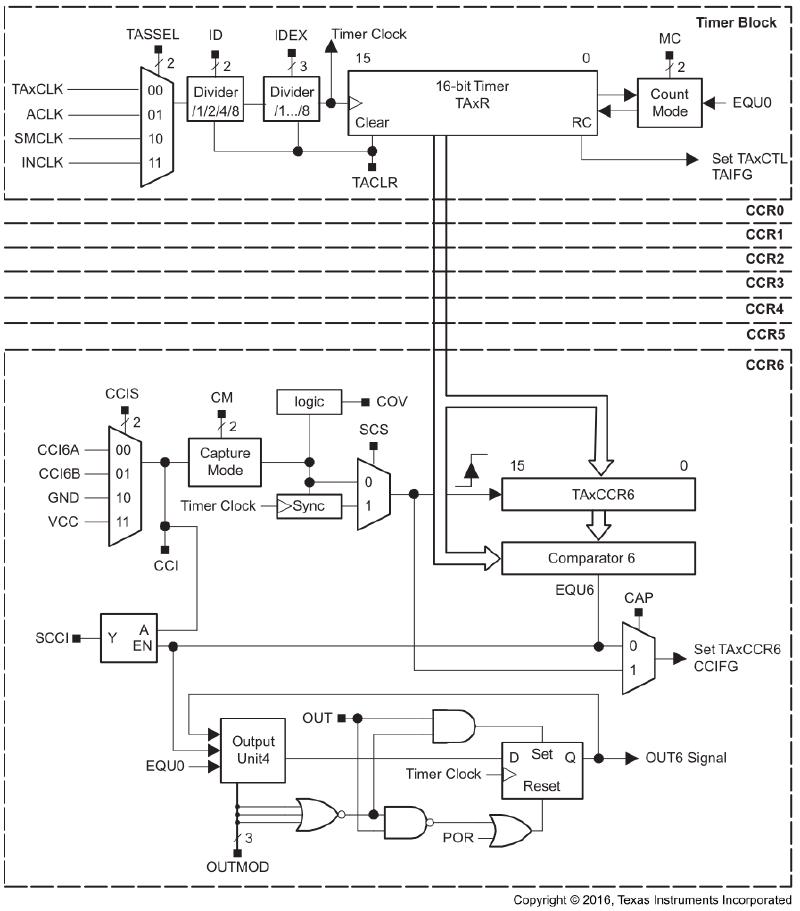 Timer Block
TASSEL
ID
IDEX
Timer Clock
15
0
MC
2
2
3
2
TAxCLK
00
ACLK
01
SMCLK
10
INCLK
11
Divider
/1/2/4/8
Divider
/1.../8
16-bit Timer
TAxR
Clear
RC
Count
Mode
EQU0
TACLR
Set TAxCTL
TAIFG
CCR0
CCR1
CCR2
CCR3
CCR4
CCR5
CCR6
CCIS
CM
logic
COV
2
2
SCS
CCI6A
00
CCI6B
01
GND
10
VCC
11
Capture
Mode
Timer Clock
Sync
0
1
15
0
TAxCCR6
CCI
Comparator 6
EQU6
CAP
SCCI
Y
A
EN
0
1
Set TAxCCR6
CCIFG
OUT
Output
Unit4
EQU0
D
Set
Q
Timer Clock
Reset
OUT6 Signal
POR
3
OUTMOD
Copyright © 2016, Texas Instruments Incorporated